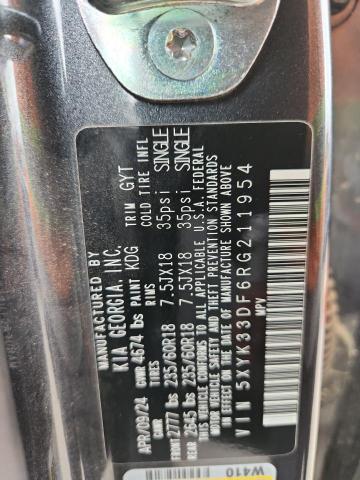 MANUFACTURED BY
KIA GEORGIA, INC.
APR/09/24 PAINT KDG TRIM GYT
GVWR 4674 lbs
GAWR TIRES RIMS COLD TIRE INFL
FRONT 2777 lbs 235/60R18 7.5JX18 35psi SINGLE
REAR 2645 lbs 235/60R18 7.5JX18 35psi SINGLE
THIS VEHICLE CONFORMS TO ALL APPLICABLE U.S.A. FEDERAL
MOTOR VEHICLE SAFETY AND THEFT PREVENTION STANDARDS
IN EFFECT ON THE DATE OF MANUFACTURE SHOWN ABOVE
VIN 5XYK33DF6RG211954
MPV
W410